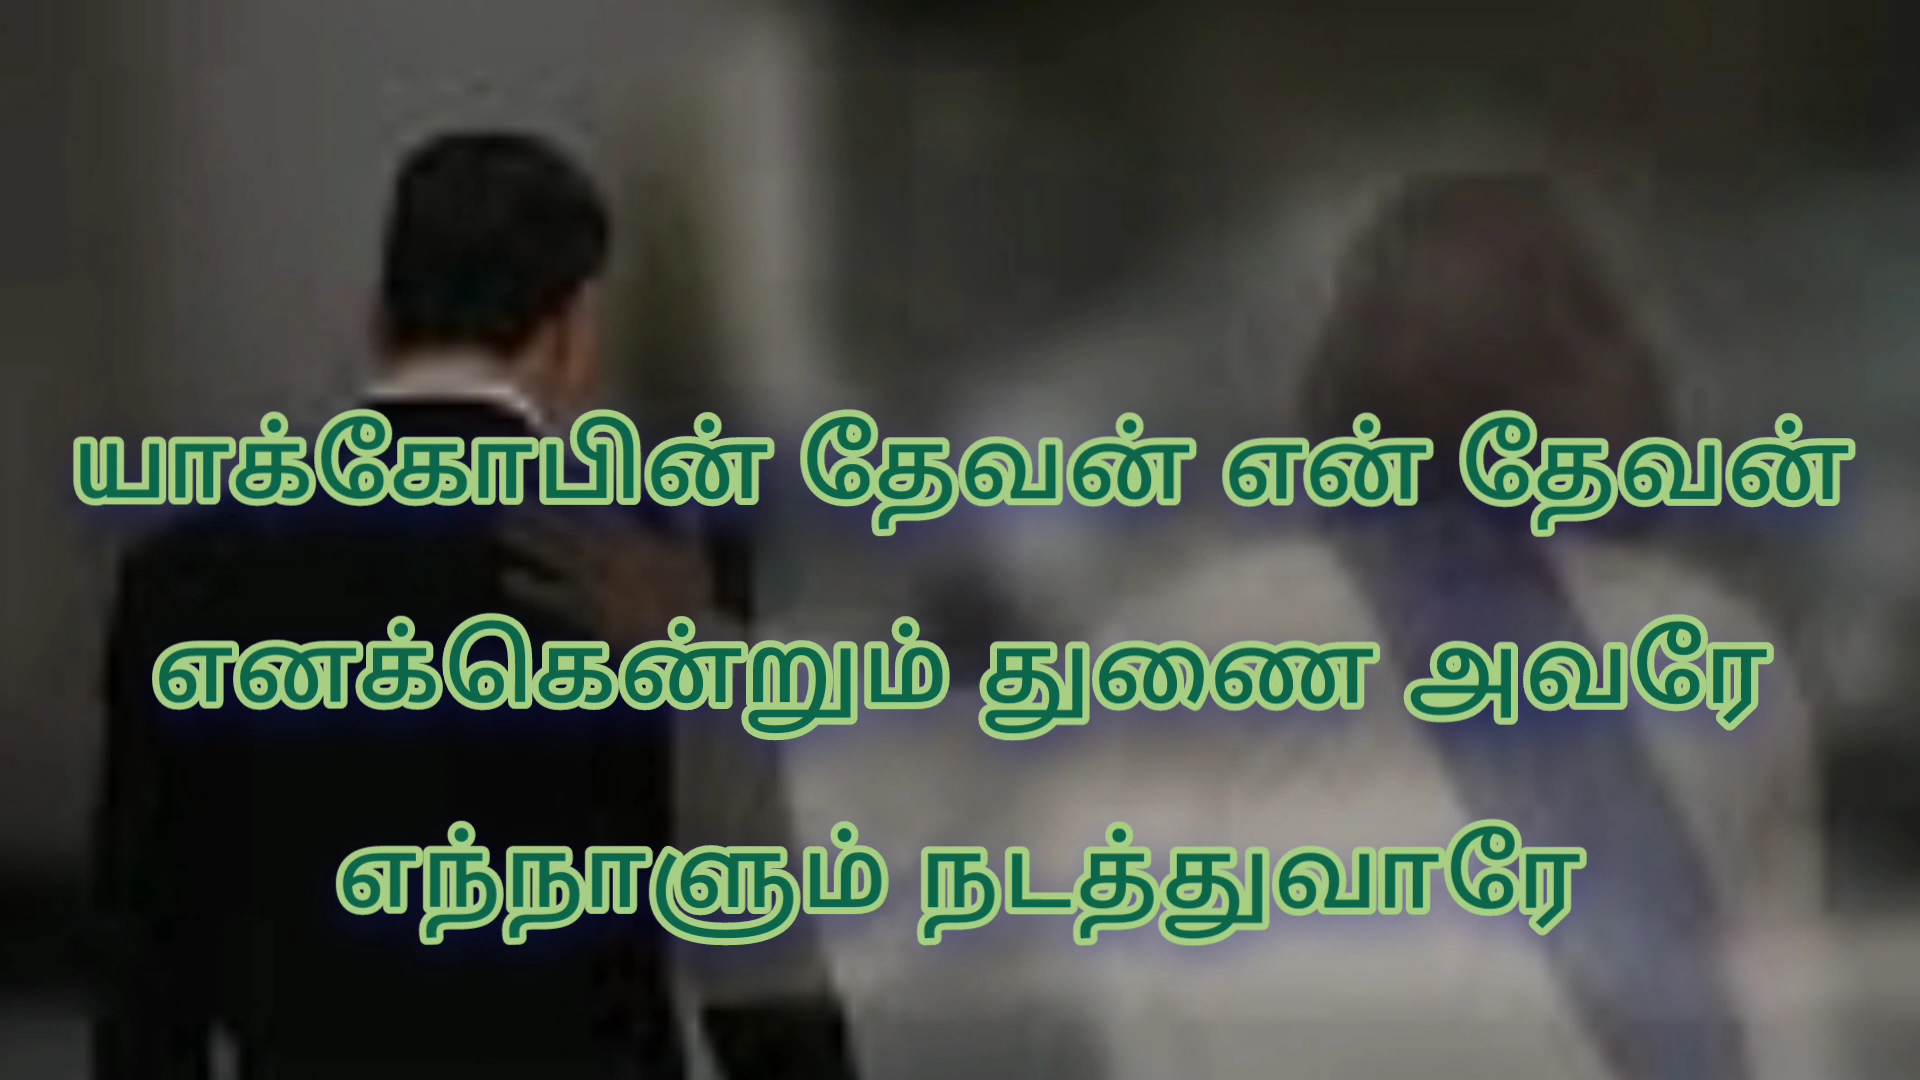 யாக்கோபின் தேவன் என் தேவன்
எனக்கென்றும் துணை அவரே
எந்நாளும் நடத்துவாரே